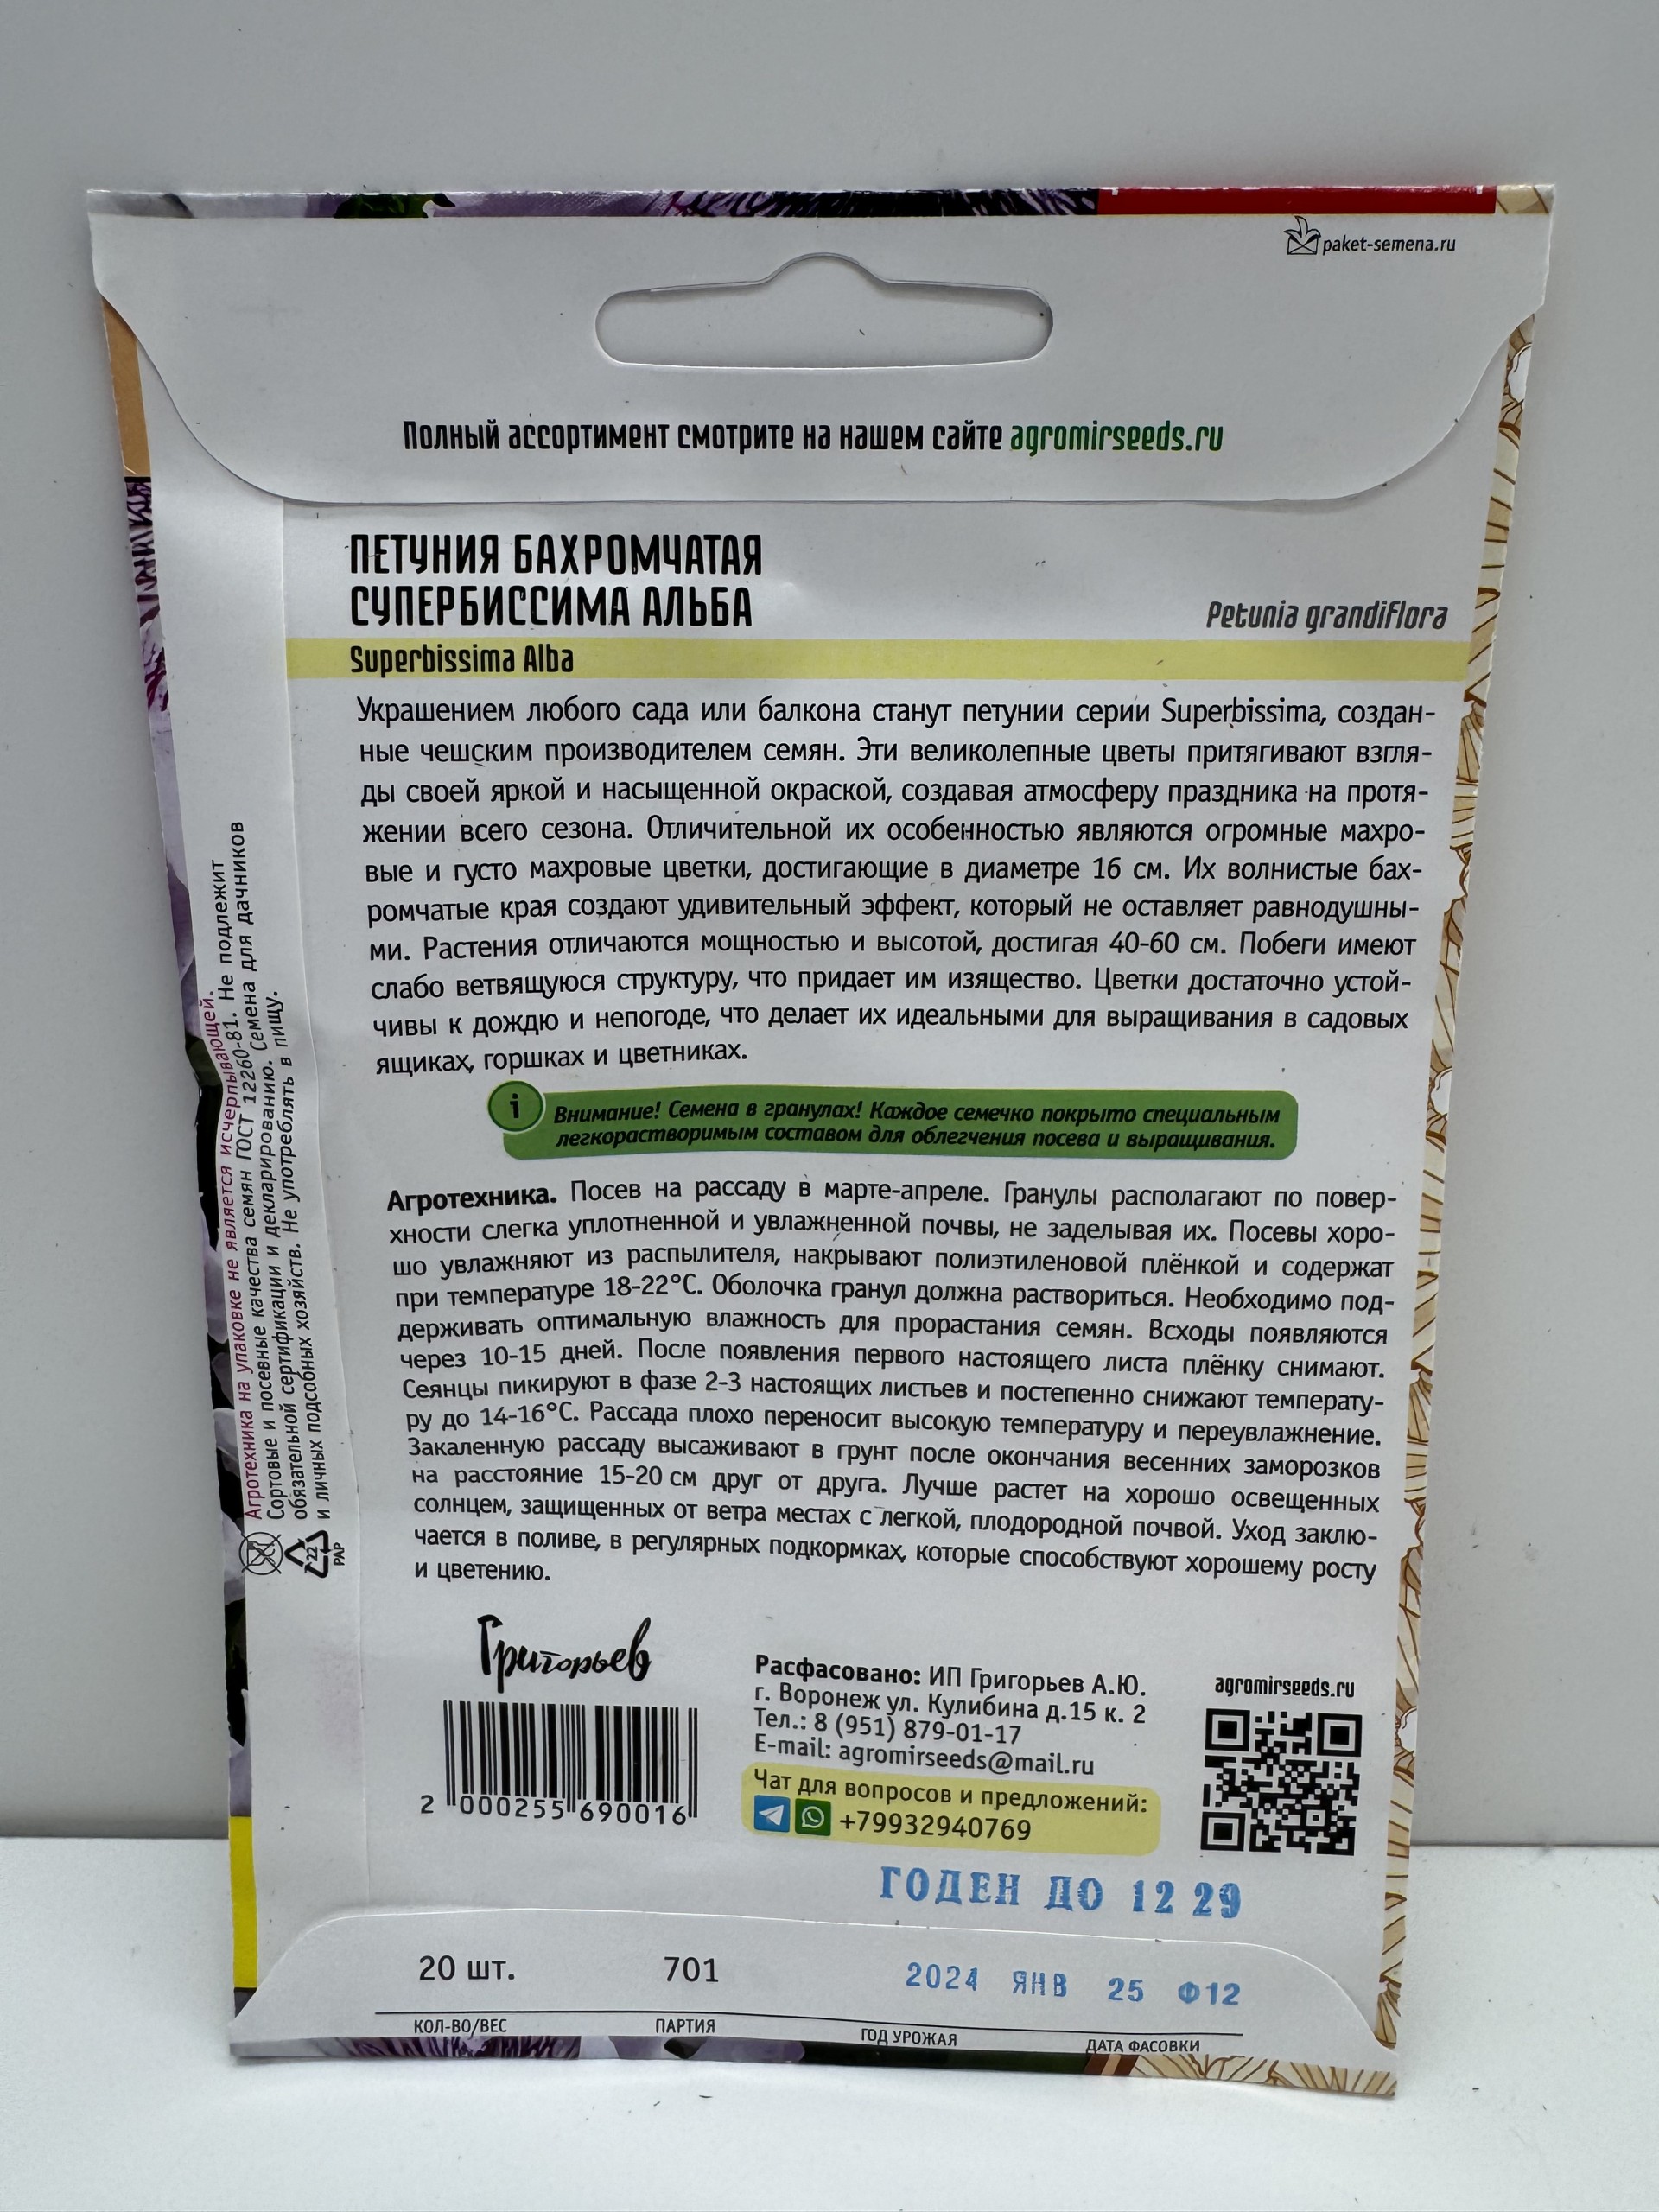 paket-semena.ru
Полный ассортимент смотрите на нашем сайте agromirseeds.ru
ПЕТУНИЯ БАХРОМЧАТАЯ
СУПЕРБИССИМА АЛЬБА
Petunia grandiflora
Superbissima Alba
Украшением любого сада или балкона станут петунии серии Superbissima, создан-
ные чешским производителем семян. Эти великолепные цветы притягивают взгля-
ды своей яркой и насыщенной окраской, создавая атмосферу праздника на протя-
жении всего сезона. Отличительной их особенностью являются огромные махро-
вые и густо махровые цветки, достигающие в диаметре 16 см. Их волнистые бах-
ромчатые края создают удивительный эффект, который не оставляет равнодушны-
ми. Растения отличаются мощностью и высотой, достигая 40-60 см. Побеги имеют
слабо ветвящуюся структуру, что придает им изящество. Цветки достаточно устой-
чивы к дождю и непогоде, что делает их идеальными для выращивания в садовых
ящиках, горшках и цветниках.
i
Внимание! Семена в гранулах! Каждое семечко покрыто специальным
легкорастворимым составом для облегчения посева и выращивания.
Агротехника. Посев на рассаду в марте-апреле. Гранулы располагают по повер-
хности слегка уплотненной и увлажненной почвы, не заделывая их. Посевы хоро-
шо увлажняют из распылителя, накрывают полиэтиленовой плёнкой и содержат
при температуре 18-22°С. Оболочка гранул должна раствориться. Необходимо под-
держивать оптимальную влажность для прорастания семян. Всходы появляются
через 10-15 дней. После появления первого настоящего листа плёнку снимают.
Сеянцы пикируют в фазе 2-3 настоящих листьев и постепенно снижают температу-
ру до 14-16°С. Рассада плохо переносит высокую температуру и переувлажнение.
Закаленную рассаду высаживают в грунт после окончания весенних заморозков
на расстояние 15-20 см друг от друга. Лучше растет на хорошо освещенных
солнцем, защищенных от ветра местах с легкой, плодородной почвой. Уход заклю-
чается в поливе, в регулярных подкормках, которые способствуют хорошему росту
и цветению.
Агротехника на упаковке не является исчерпывающей.
Сортовые и посевные качества семян ГОСТ 12260-81. Не подлежит
обязательной сертификации и декларированию. Семена для дачников
и личных подсобных хозяйств. Не употреблять в пищу.
22
PAP
Григорьев
2 000255 690016
Расфасовано: ИП Григорьев А.Ю.
г. Воронеж ул. Кулибина д.15 к. 2
Тел.: 8 (951) 879-01-17
E-mail: agromirseeds@mail.ru
Чат для вопросов и предложений:
+79932940769
agromirseeds.ru
ГОДЕН ДО 12 29
20 шт. 701 2024 ЯНВ 25 Ф12
КОЛ-ВО/ВЕС ПАРТИЯ ГОД УРОЖАЯ ДАТА ФАСОВКИ